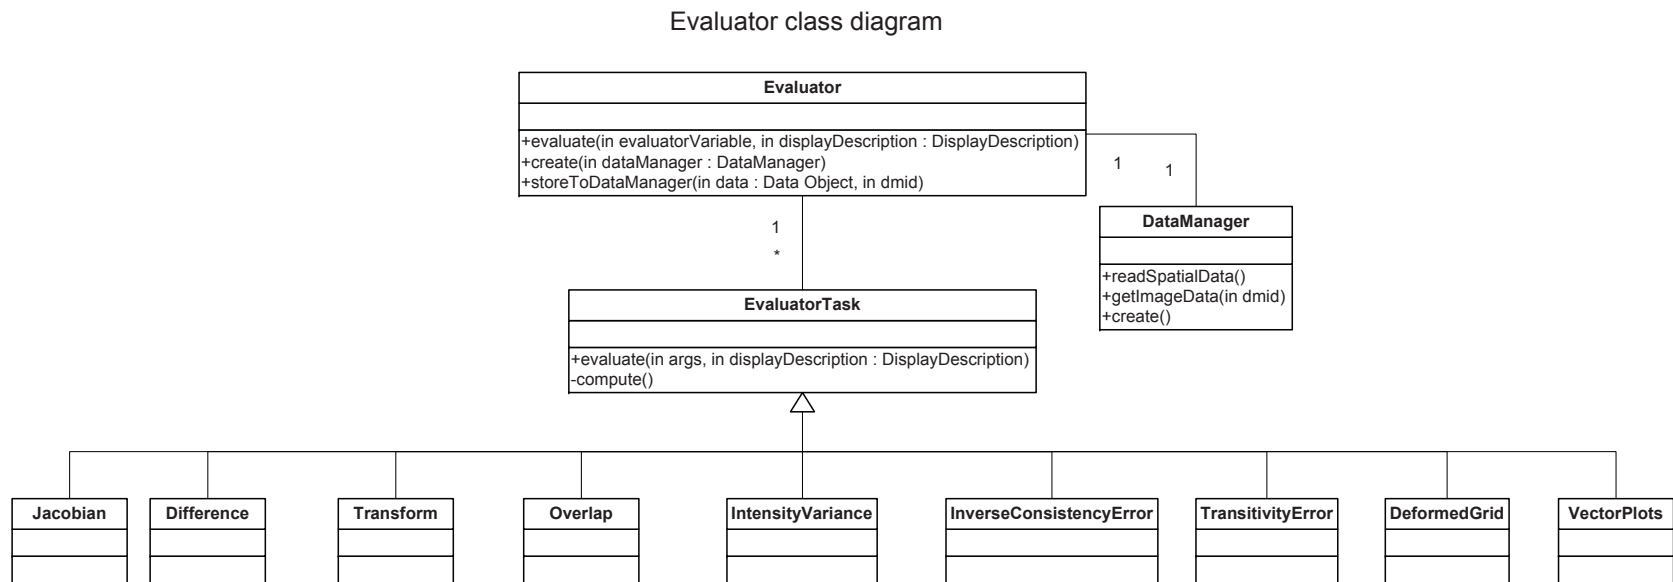 Evaluator class diagram
Evaluator
+evaluate(in evaluatorVariable, in displayDescription : DisplayDescription)
+create(in dataManager : DataManager)
+storeToDataManager(in data : Data Object, in dmid)
1
1
DataManager
+readSpatialData()
+getImageData(in dmid)
+create()
1
*
EvaluatorTask
+evaluate(in args, in displayDescription : DisplayDescription)
-compute()
Jacobian
Difference
Transform
Overlap
IntensityVariance
InverseConsistencyError
TransitivityError
DeformedGrid
VectorPlots